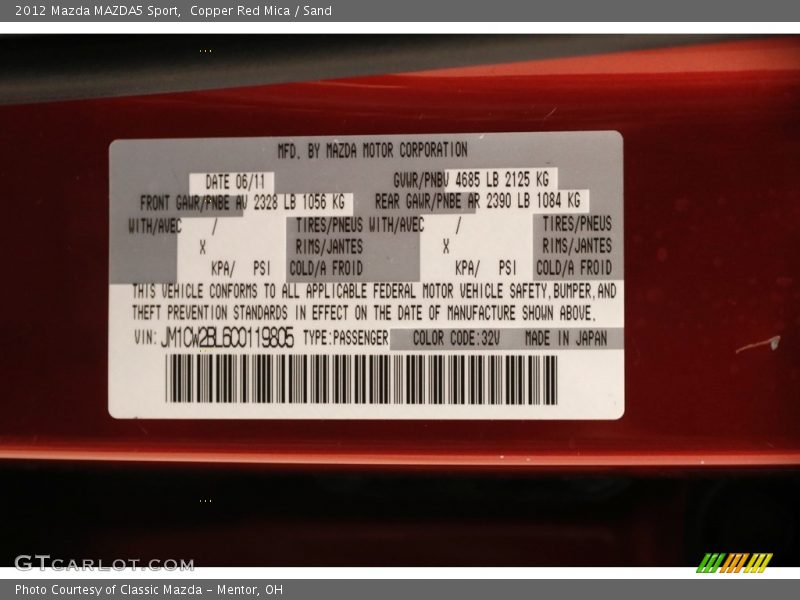 2012 Mazda MAZDA5 Sport,  Copper Red Mica / Sand
MFD. BY MAZDA MOTOR CORPORATION
DATE 06/11 GVWR/PNBV 4685 LB 2125 KG
FRONT GAWR/PNBE AV 2328 LB 1056 KG REAR GAWR/PNBE AR 2390 LB 1084 KG
WITH/AVEC / TIRES/PNEUS WITH/AVEC / TIRES/PNEUS
X RIMS/JANTES X RIMS/JANTES
KPA/ PSI COLD/A FROID KPA/ PSI COLD/A FROID
THIS VEHICLE CONFORMS TO ALL APPLICABLE FEDERAL MOTOR VEHICLE SAFETY,BUMPER,AND
THEFT PREVENTION STANDARDS IN EFFECT ON THE DATE OF MANUFACTURE SHOWN ABOVE.
VIN: JM1CW2BL6C0119805 TYPE:PASSENGER COLOR CODE:32V MADE IN JAPAN
GTCARLOT.COM
Photo Courtesy of Classic Mazda - Mentor, OH